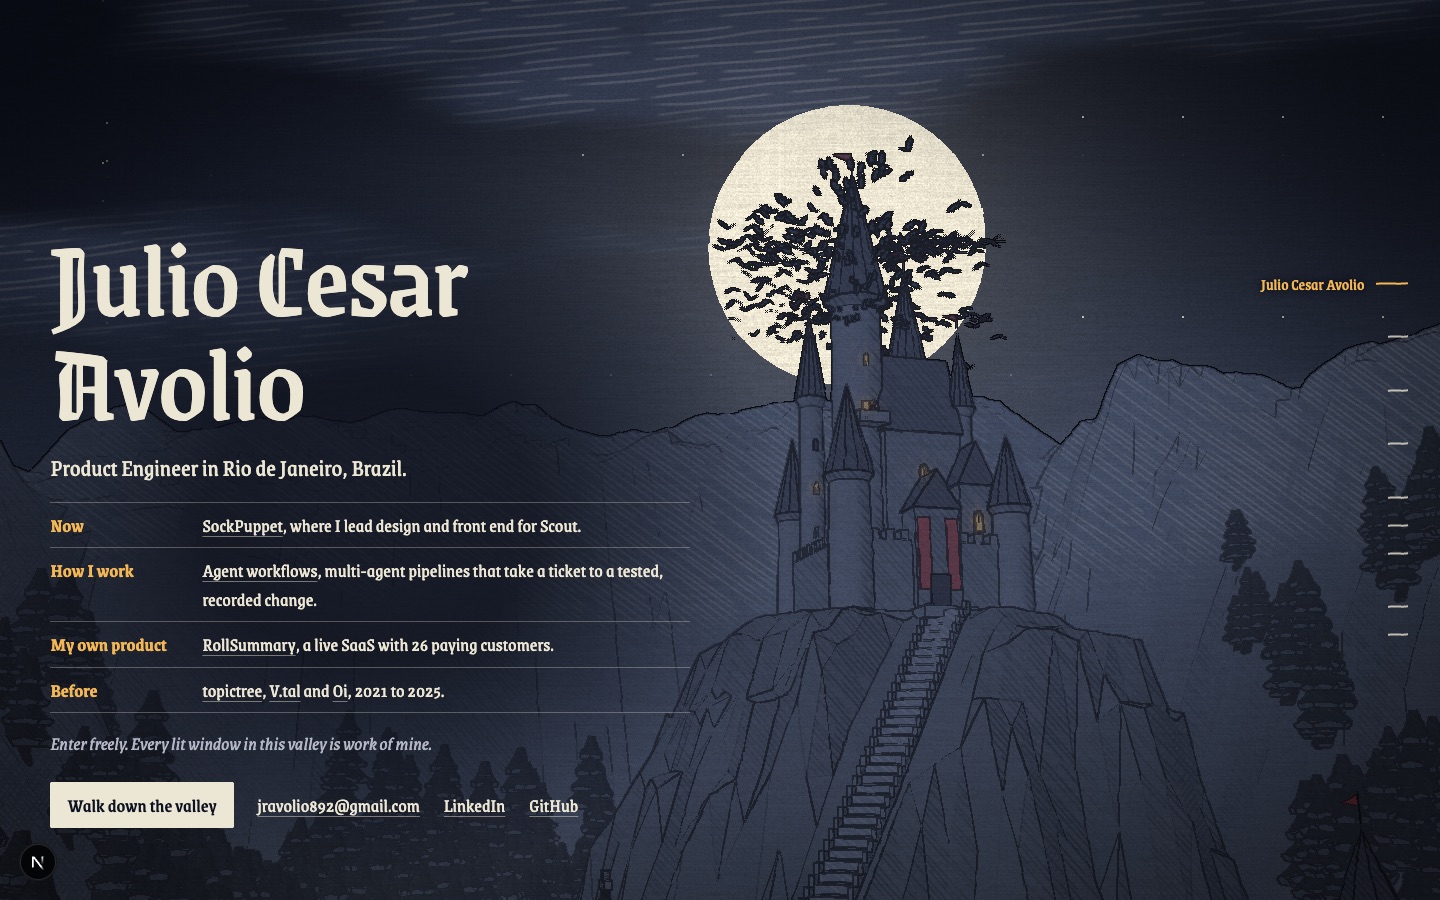 Julio Cesar
Avolio
Julio Cesar Avolio
Product Engineer in Rio de Janeiro, Brazil.
Now SockPuppet, where I lead design and front end for Scout.
How I work Agent workflows, multi-agent pipelines that take a ticket to a tested,
recorded change.
My own product RollSummary, a live SaaS with 26 paying customers.
Before topictree, V.tal and Oi, 2021 to 2025.
Enter freely. Every lit window in this valley is work of mine.
Walk down the valley jravolio892@gmail.com LinkedIn GitHub
N